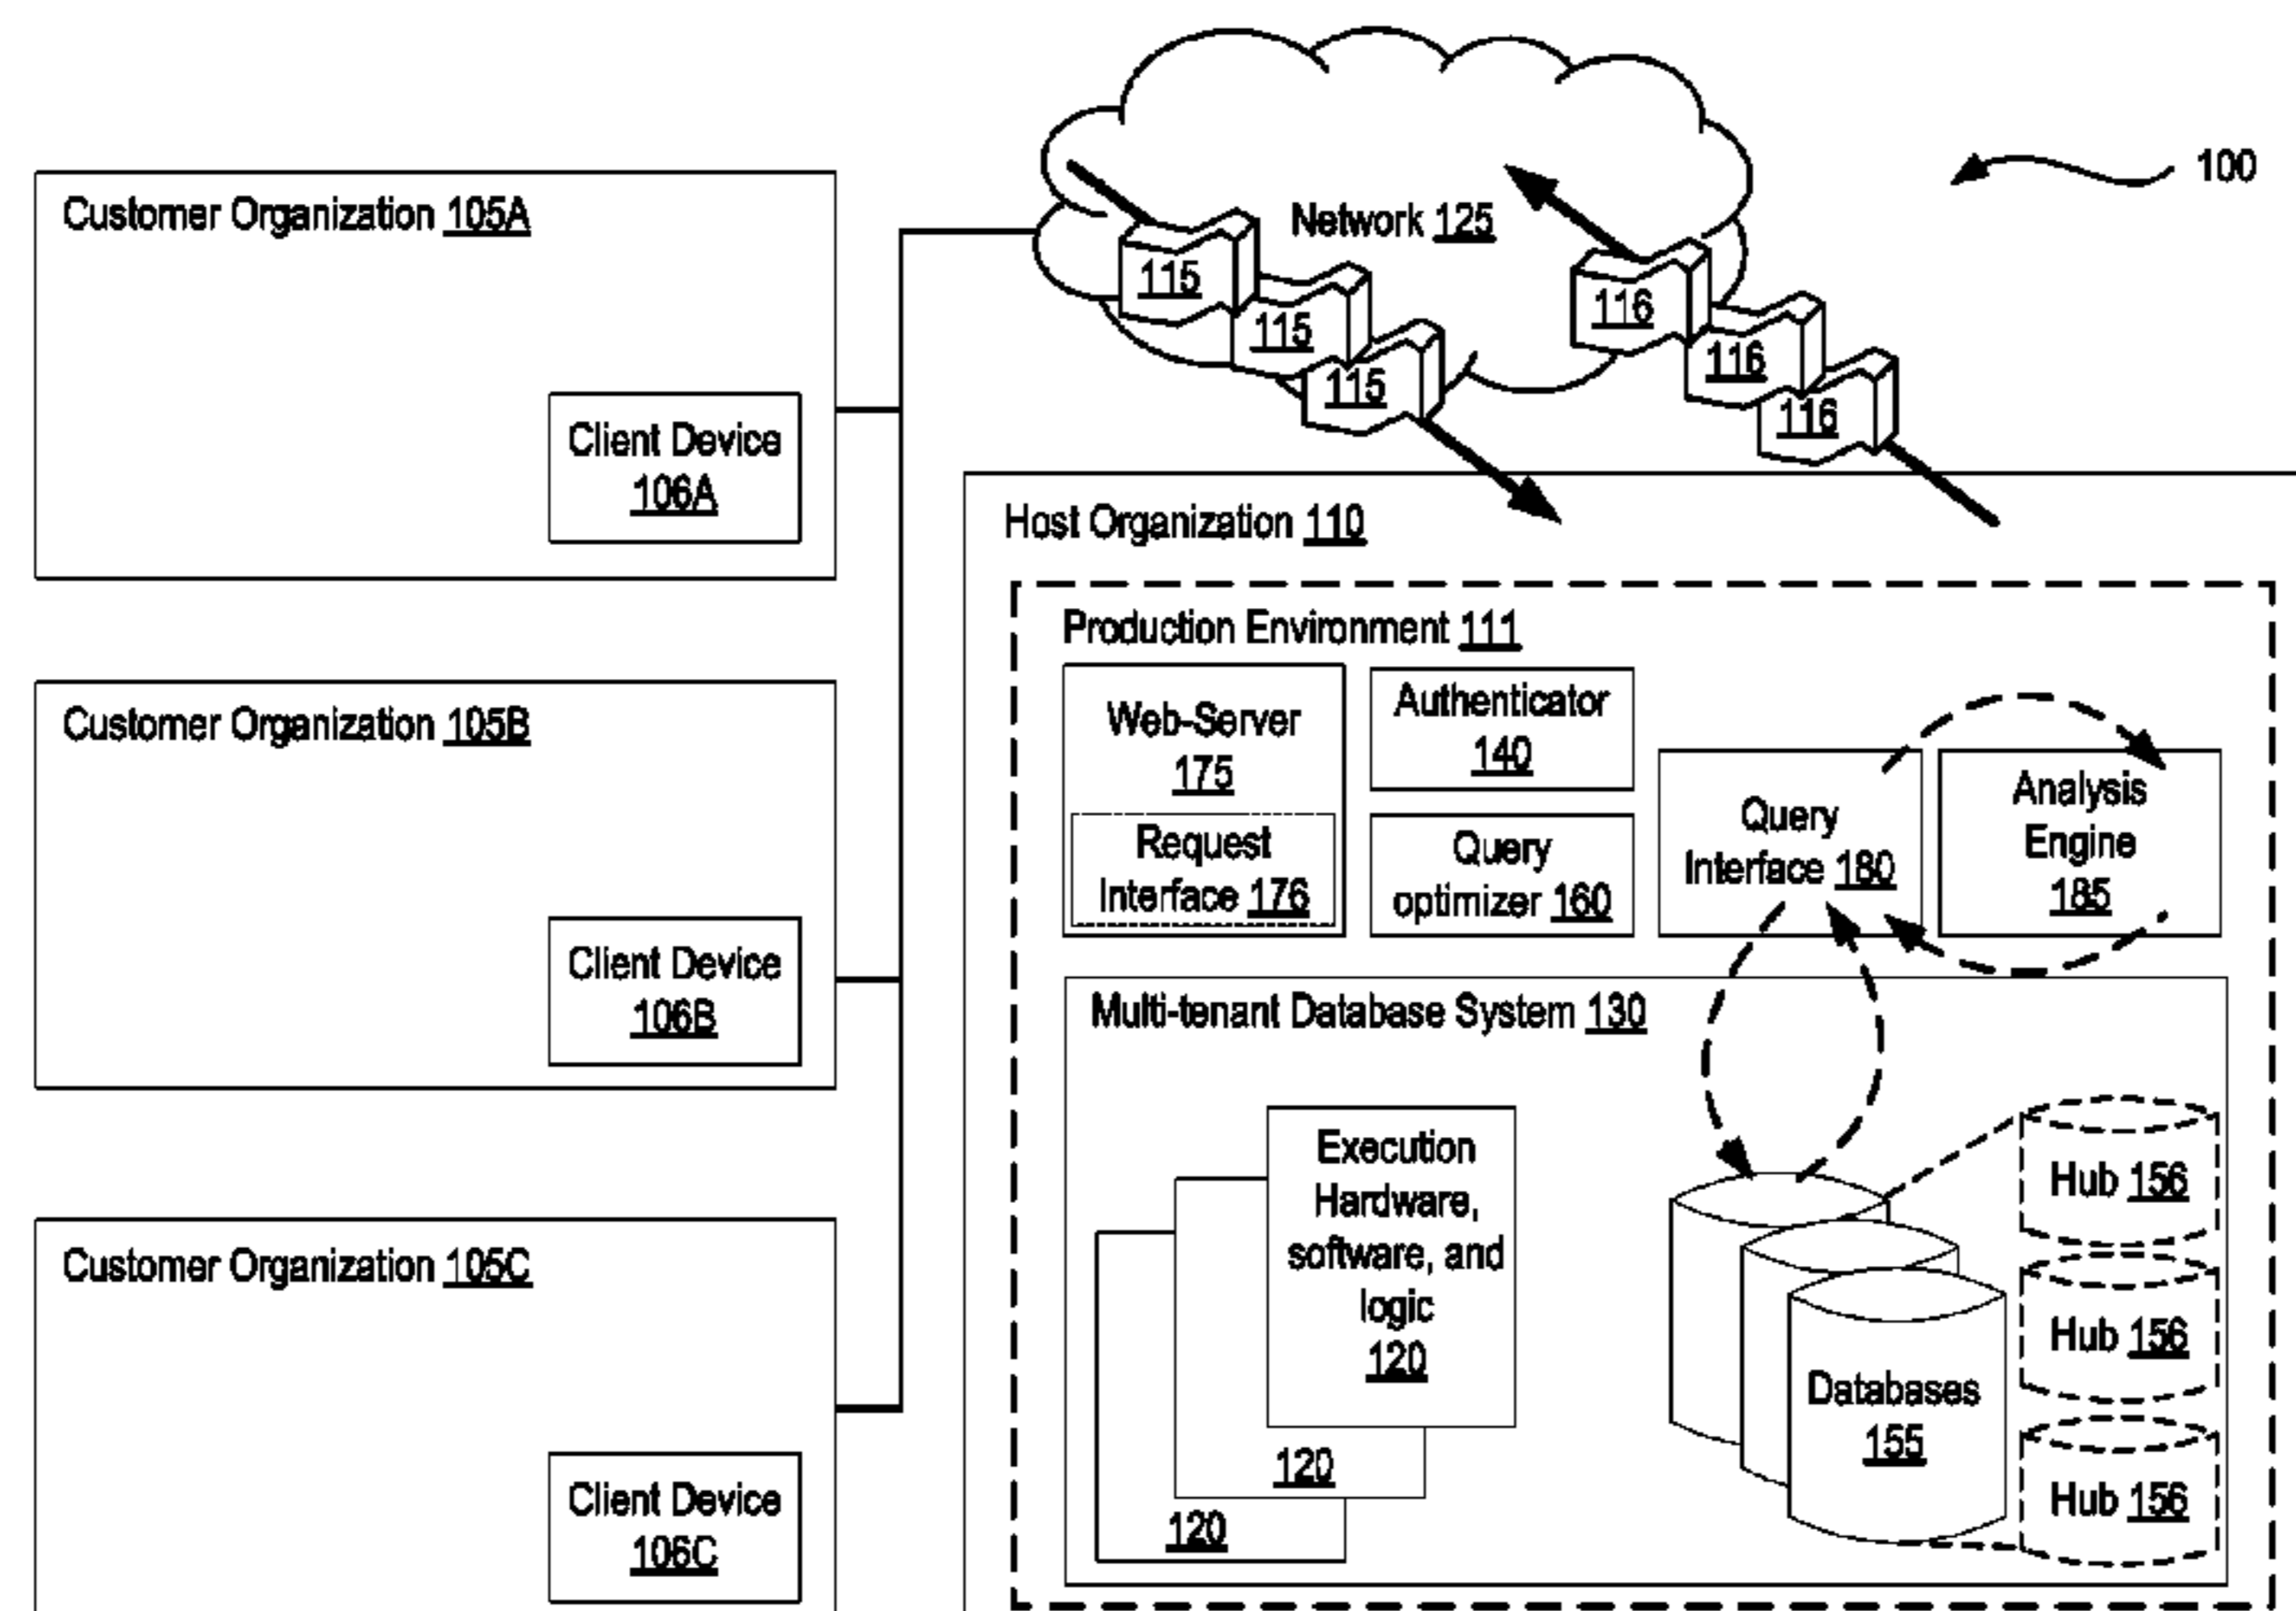 100
Network 125
115
115
115
116
116
116
Customer Organization 105A
Client Device
106A
Customer Organization 105B
Client Device
106B
Customer Organization 105C
Client Device
106C
Host Organization 110
Production Environment 111
Web-Server
175
Request
Interface 176
Authenticator
140
Query
optimizer 160
Query
Interface 180
Analysis
Engine
185
Multi-tenant Database System 130
Execution
Hardware,
software, and
logic
120
120
120
Databases
155
Hub 156
Hub 156
Hub 156